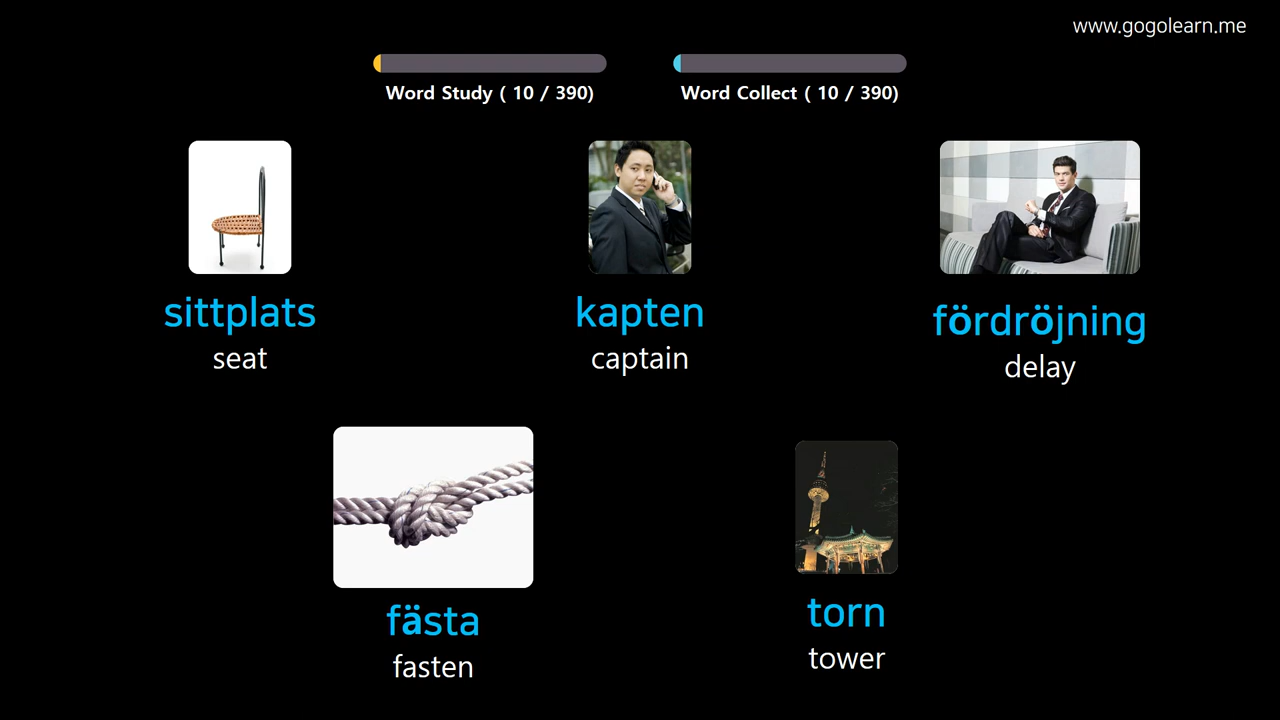 www.gogolearn.me
Word Study ( 10 / 390)
Word Collect ( 10 / 390)
sittplats
seat
kapten
captain
fördröjning
delay
fästa
fasten
torn
tower